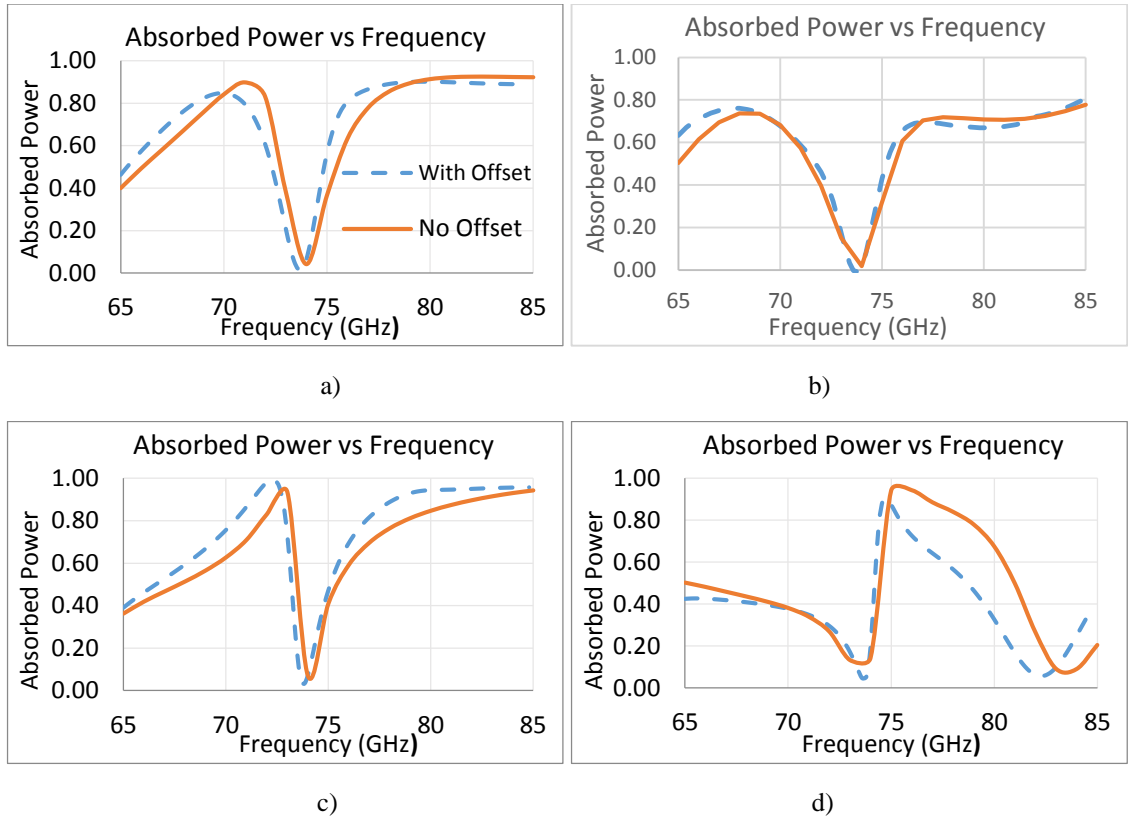 Absorbed Power vs Frequency
Absorbed Power
1.00
0.80
0.60
0.40
0.20
0.00
With Offset
No Offset
65 70 75 80 85
Frequency (GHz)
a)
Absorbed Power vs Frequency
Absorbed Power
1.00
0.80
0.60
0.40
0.20
0.00
65 70 75 80 85
Frequency (GHz)
b)
Absorbed Power vs Frequency
Absorbed Power
1.00
0.80
0.60
0.40
0.20
0.00
65 70 75 80 85
Frequency (GHz)
c)
Absorbed Power vs Frequency
Absorbed Power
1.00
0.80
0.60
0.40
0.20
0.00
65 70 75 80 85
Frequency (GHz)
d)